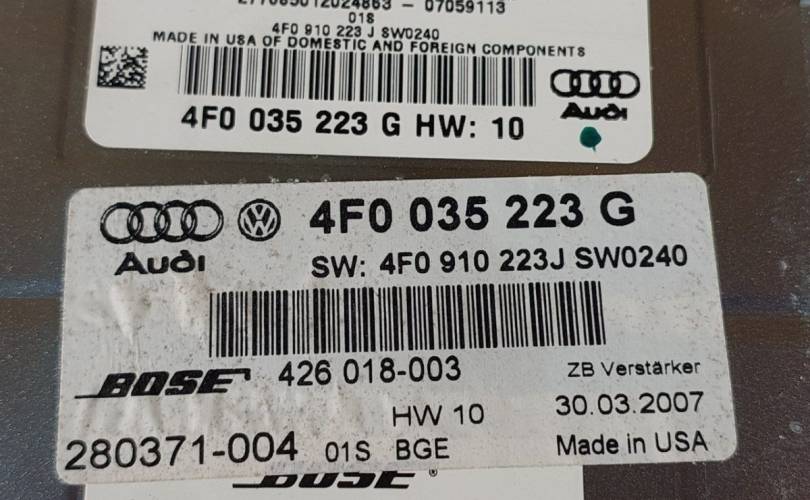 01S
4F0 910 223 J SW0240
MADE IN USA OF DOMESTIC AND FOREIGN COMPONENTS
Audi
4F0 035 223 G HW: 10
4F0 035 223 G
Audi
SW: 4F0 910 223J SW0240
BOSE 426 018-003 ZB Verstärker
HW 10 30.03.2007
280371-004 01S BGE Made in USA
BOSE ®